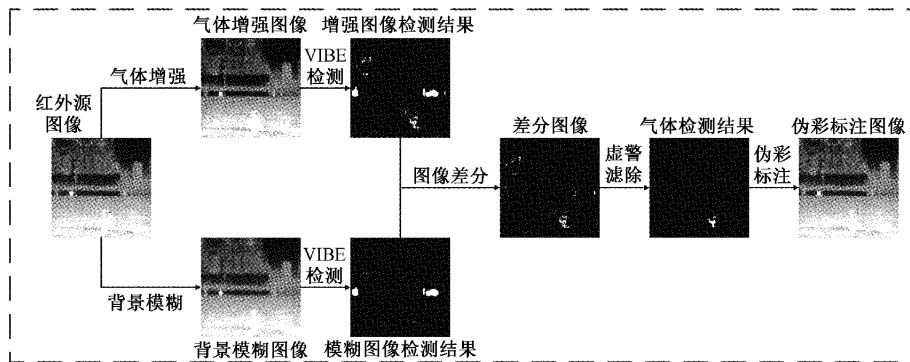 气体增强图像
增强图像检测结果
VIBE
检测
气体增强
红外源
图像
差分图像
气体检测结果
伪彩标注图像
图像差分
虚警
滤除
伪彩
标注
VIBE
检测
背景模糊
背景模糊图像
模糊图像检测结果